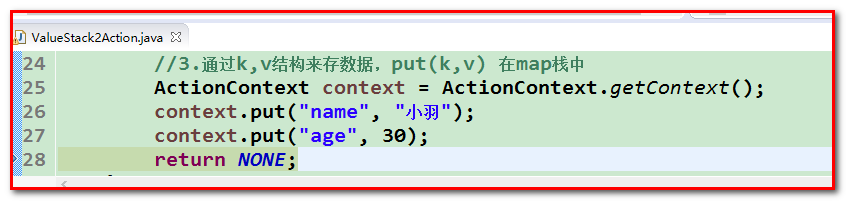 ValueStack2Action.java
24 //3.通过k,v结构来存数据，put(k,v) 在map栈中
25 ActionContext context = ActionContext.getContext();
26 context.put("name", "小羽");
27 context.put("age", 30);
28 return NONE;